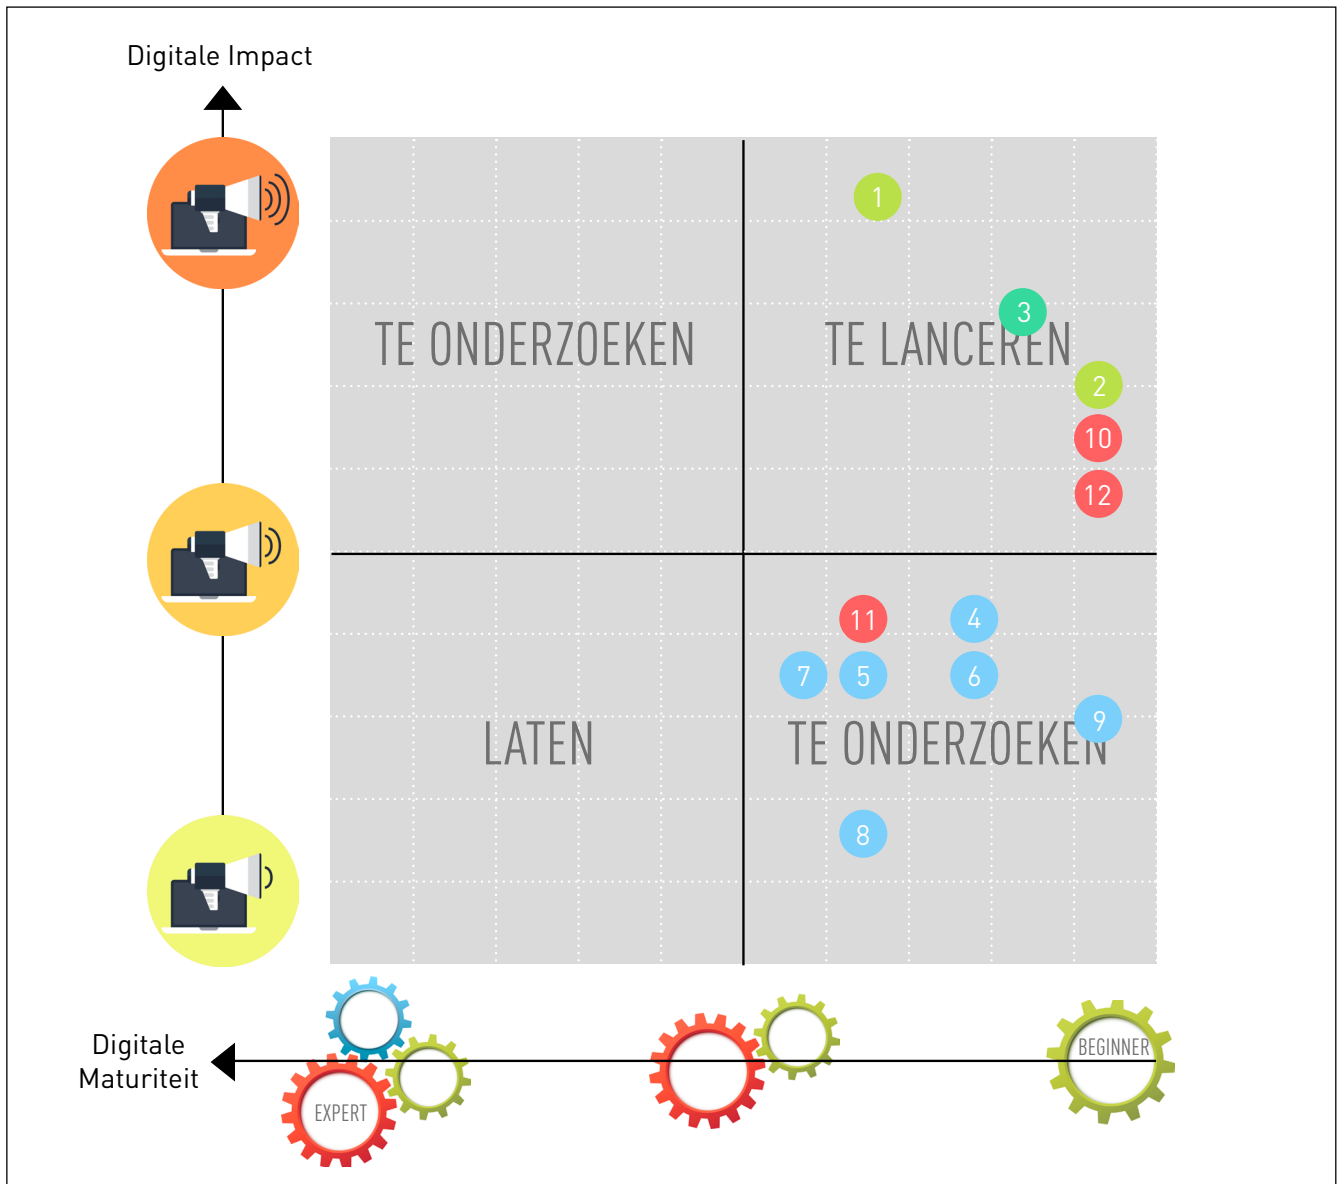 Digitale Impact
1
3
TE ONDERZOEKEN
TE LANCEREN
2
10
12
11
4
7
5
6
9
LATEN
TE ONDERZOEKEN
8
Digitale
Maturiteit
BEGINNER
EXPERT